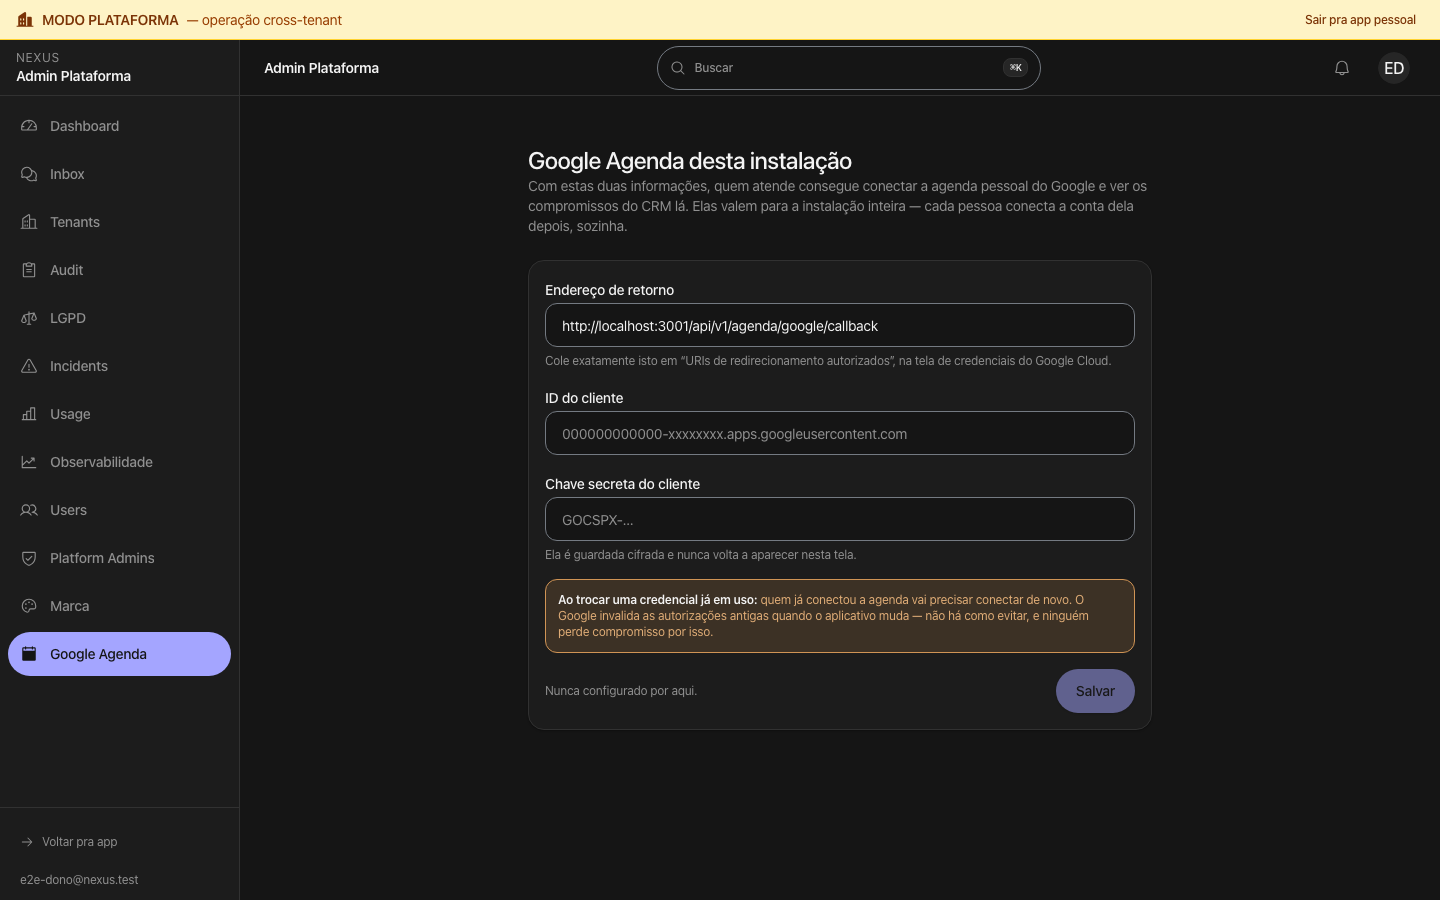 MODO PLATAFORMA — operação cross-tenant
Sair pra app pessoal
NEXUS
Admin Plataforma
Admin Plataforma
Buscar
⌘K
ED
Dashboard
Inbox
Tenants
Audit
LGPD
Incidents
Usage
Observabilidade
Users
Platform Admins
Marca
Google Agenda
Voltar pra app
e2e-dono@nexus.test
Google Agenda desta instalação
Com estas duas informações, quem atende consegue conectar a agenda pessoal do Google e ver os
compromissos do CRM lá. Elas valem para a instalação inteira — cada pessoa conecta a conta dela
depois, sozinha.
Endereço de retorno
http://localhost:3001/api/v1/agenda/google/callback
Cole exatamente isto em “URIs de redirecionamento autorizados”, na tela de credenciais do Google Cloud.
ID do cliente
000000000000-xxxxxxxx.apps.googleusercontent.com
Chave secreta do cliente
GOCSPX-...
Ela é guardada cifrada e nunca volta a aparecer nesta tela.
Ao trocar uma credencial já em uso: quem já conectou a agenda vai precisar conectar de novo. O
Google invalida as autorizações antigas quando o aplicativo muda — não há como evitar, e ninguém
perde compromisso por isso.
Nunca configurado por aqui.
Salvar